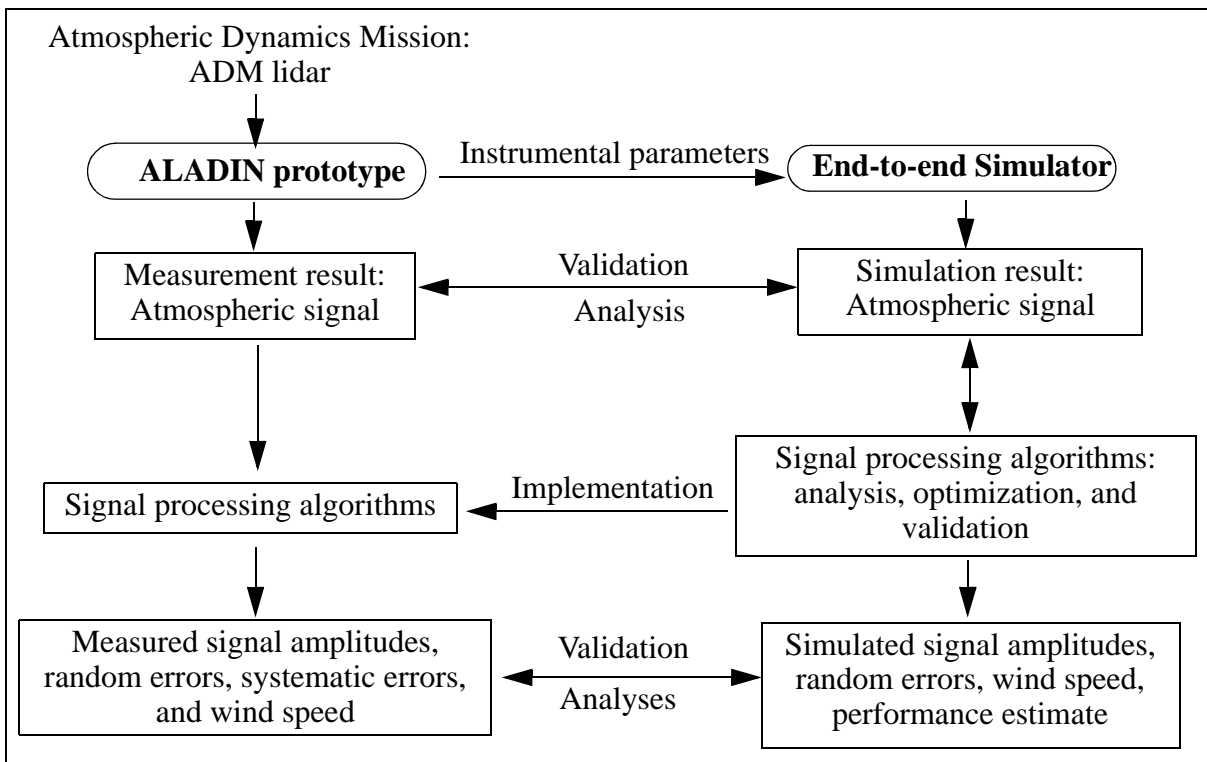 Atmospheric Dynamics Mission:
ADM lidar
ALADIN prototype
Instrumental parameters
End-to-end Simulator
Measurement result:
Atmospheric signal
Validation
Analysis
Simulation result:
Atmospheric signal
Signal processing algorithms
Implementation
Signal processing algorithms:
analysis, optimization, and
validation
Measured signal amplitudes,
random errors, systematic errors,
and wind speed
Validation
Analyses
Simulated signal amplitudes,
random errors, wind speed,
performance estimate